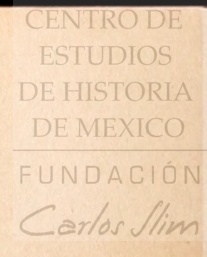 CENTRO DE
ESTUDIOS
DE HISTORIA
DE MEXICO
FUNDACIÓN
Carlos Slim